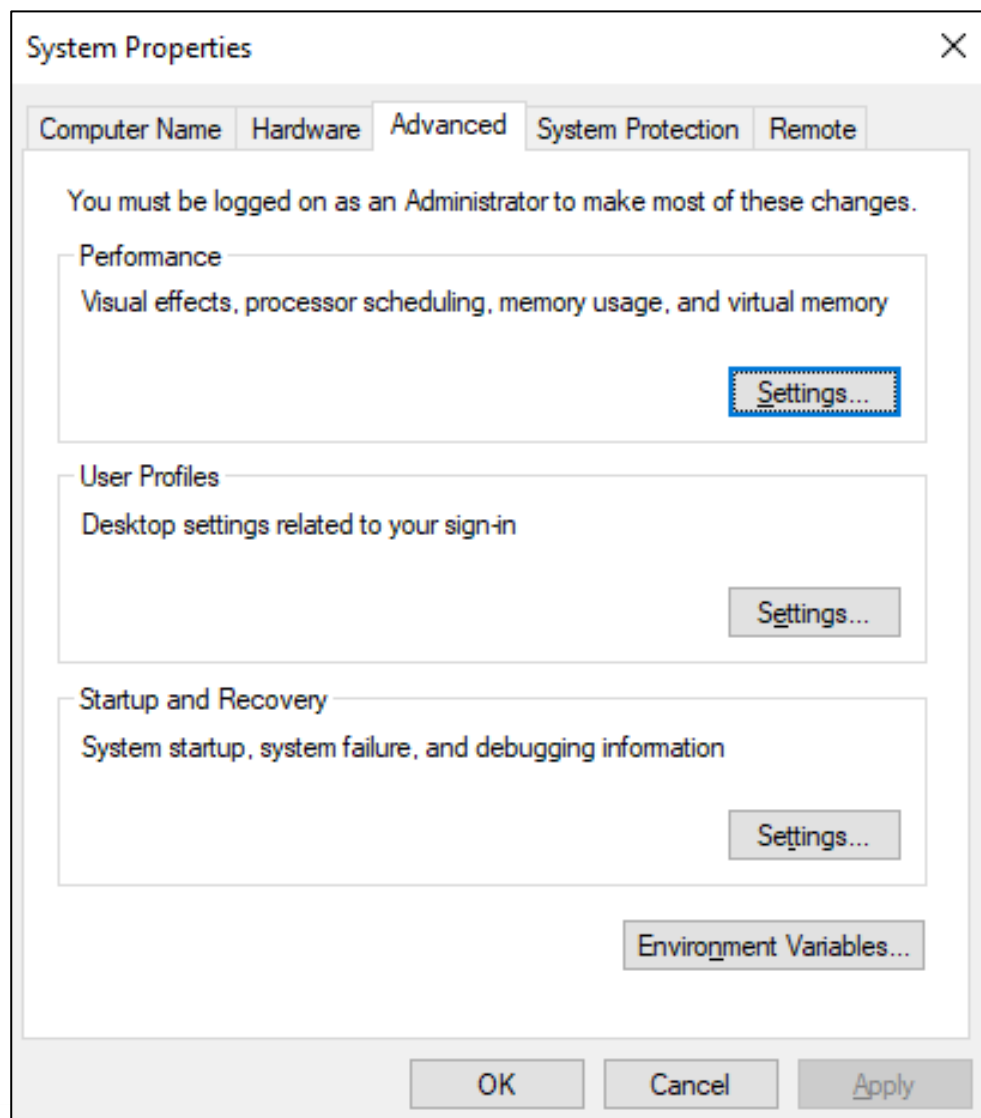 System Properties
Computer Name Hardware Advanced System Protection Remote
You must be logged on as an Administrator to make most of these changes.
Performance
Visual effects, processor scheduling, memory usage, and virtual memory
Settings...
User Profiles
Desktop settings related to your sign-in
Settings...
Startup and Recovery
System startup, system failure, and debugging information
Settings...
Environment Variables...
OK Cancel Apply